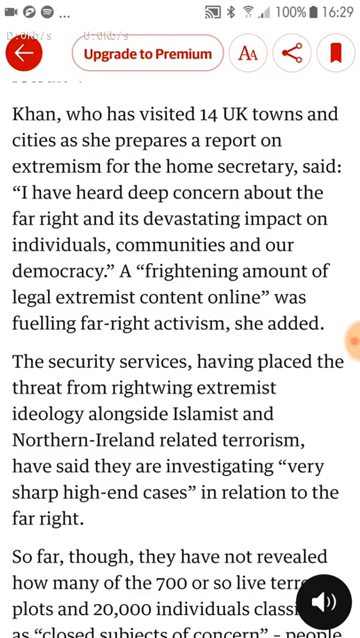 100% 16:29
D:0Kb/s U:0Kb/s
Upgrade to Premium
AA
Khan, who has visited 14 UK towns and
cities as she prepares a report on
extremism for the home secretary, said:
“I have heard deep concern about the
far right and its devastating impact on
individuals, communities and our
democracy.” A “frightening amount of
legal extremist content online” was
fuelling far-right activism, she added.
The security services, having placed the
threat from rightwing extremist
ideology alongside Islamist and
Northern-Ireland related terrorism,
have said they are investigating “very
sharp high-end cases” in relation to the
far right.
So far, though, they have not revealed
how many of the 700 or so live
plots and 20,000 individuals
as “closed subjects of concern” – people